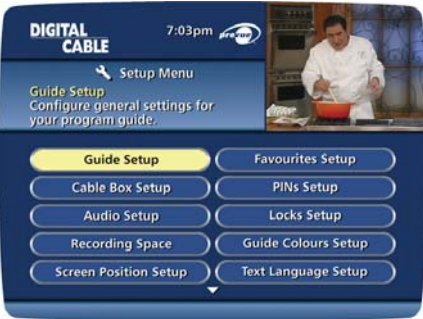 DIGITAL CABLE
7:03pm
prevue
Setup Menu
Guide Setup
Configure general settings for
your program guide.
Guide Setup
Favourites Setup
Cable Box Setup
PINs Setup
Audio Setup
Locks Setup
Recording Space
Guide Colours Setup
Screen Position Setup
Text Language Setup